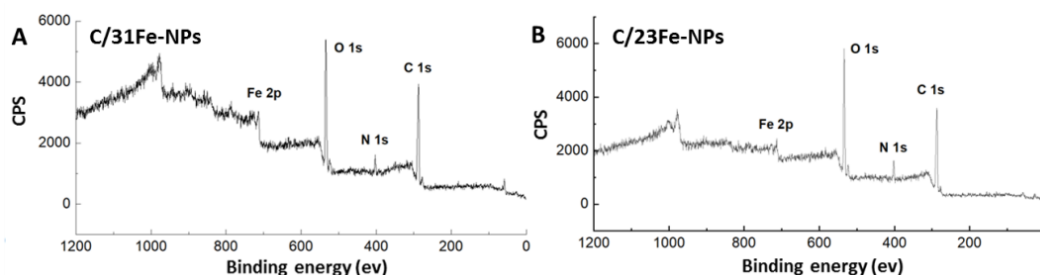 A
C/31Fe-NPs
6000
4000
2000
0
CPS
O 1s
C 1s
Fe 2p
N 1s
1200 1000 800 600 400 200 0
Binding energy (ev)
B
C/23Fe-NPs
6000
4000
2000
0
CPS
O 1s
C 1s
Fe 2p
N 1s
1200 1000 800 600 400 200
Binding energy (ev)